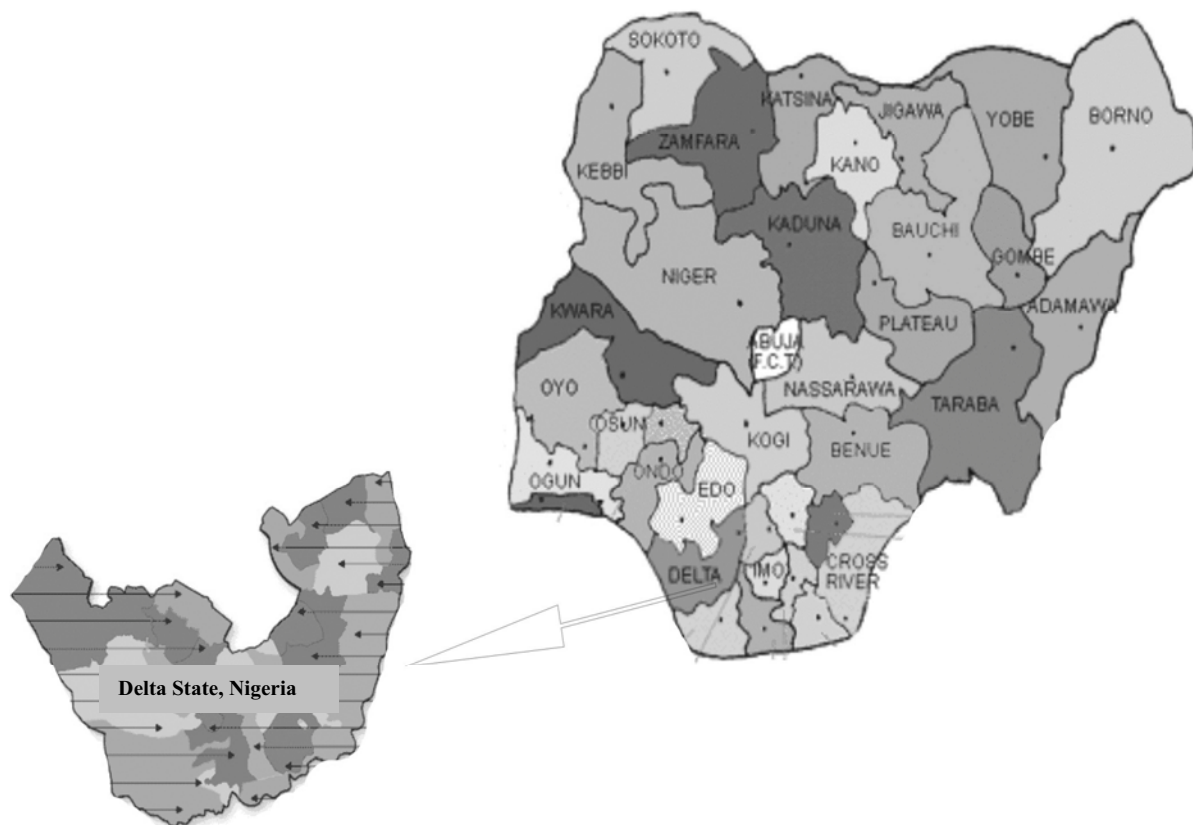 SOKOTO
KATSINA
JIGAWA
YOBE
BORNO
ZAMFARA
KANO
KEBBI
KADUNA
BAUCHI
GOMBE
NIGER
ADAMAWA
KWARA
PLATEAU
ABUJA
(F.C.T)
NASSARAWA
OYO
TARABA
OSUN
KOGI
BENUE
ONDO
OGUN
EDO
CROSS
RIVER
DELTA
IMO
Delta State, Nigeria